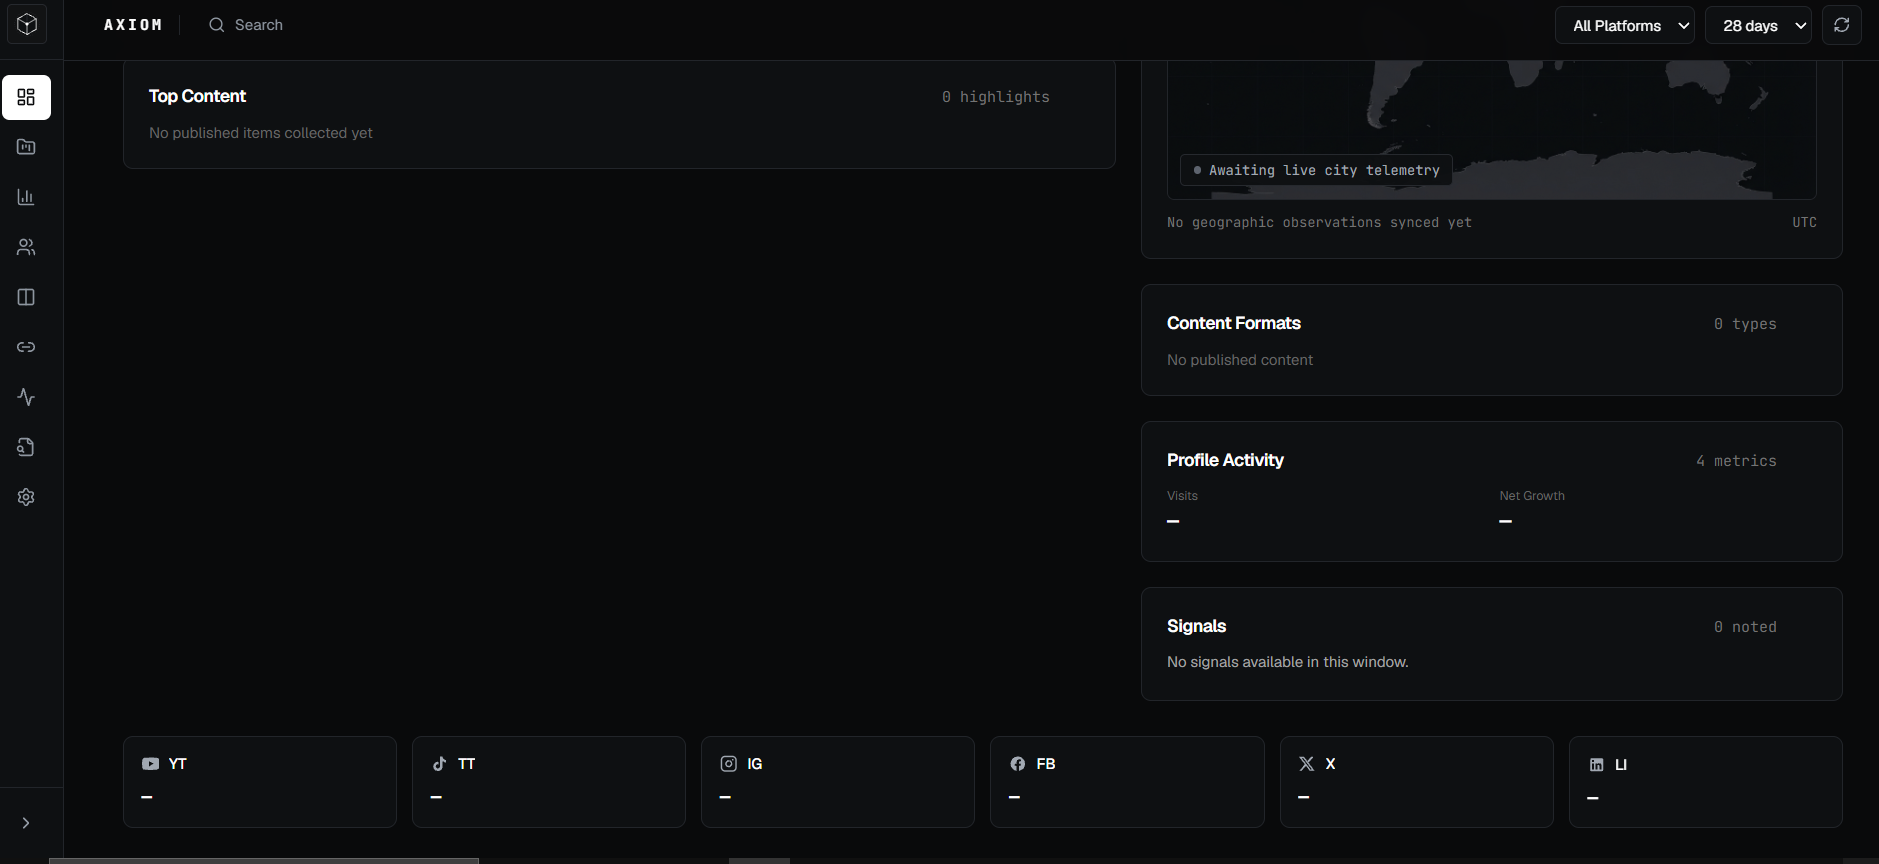 AXIOM
Search
All Platforms
28 days
Top Content
0 highlights
No published items collected yet
Awaiting live city telemetry
No geographic observations synced yet
UTC
Content Formats
0 types
No published content
Profile Activity
4 metrics
Visits
Net Growth
—
—
Signals
0 noted
No signals available in this window.
YT
TT
IG
FB
X
LI
—
—
—
—
—
—